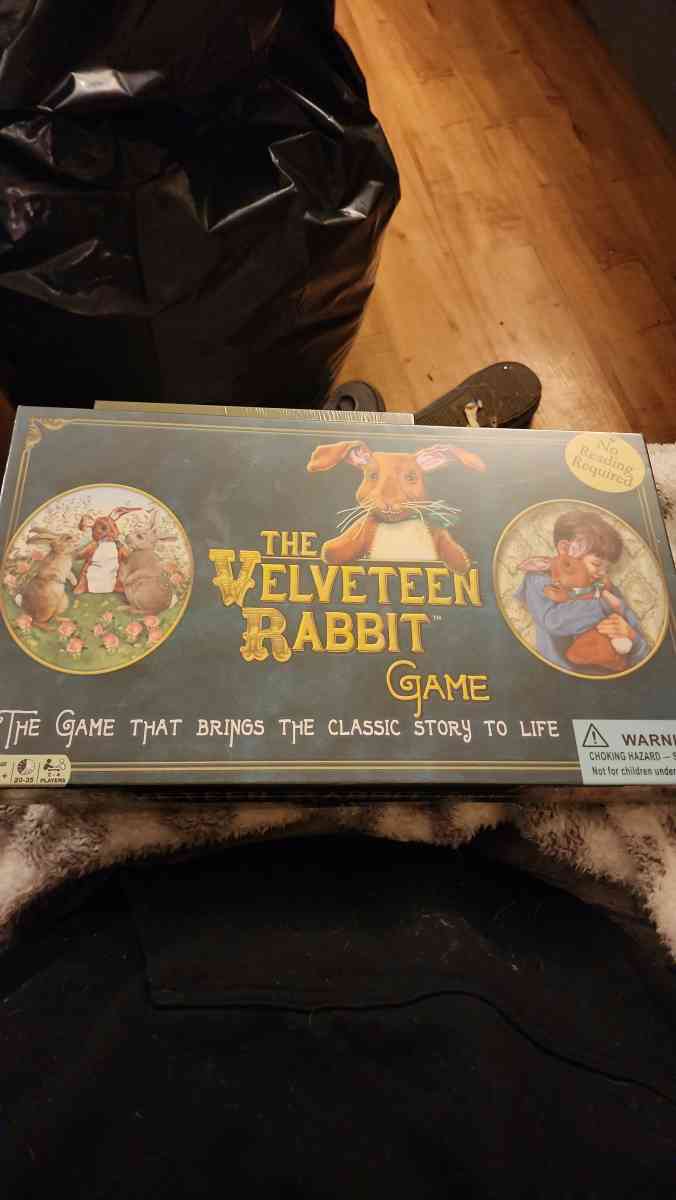 No
Reading
Required
THE
VELVETEEN
RABBIT™
GAME
THE GAME THAT BRINGS THE CLASSIC STORY TO LIFE
WARNI
CHOKING HAZARD — S
Not for children under
+
20-35
2-4
PLAYERS